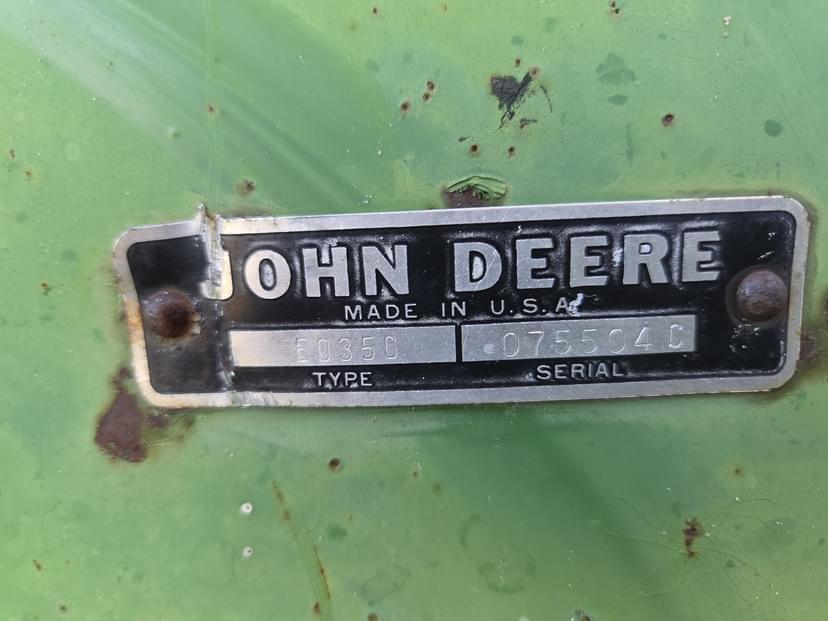 JOHN DEERE
MADE IN U.S.A.
E0350 075504C
TYPE SERIAL